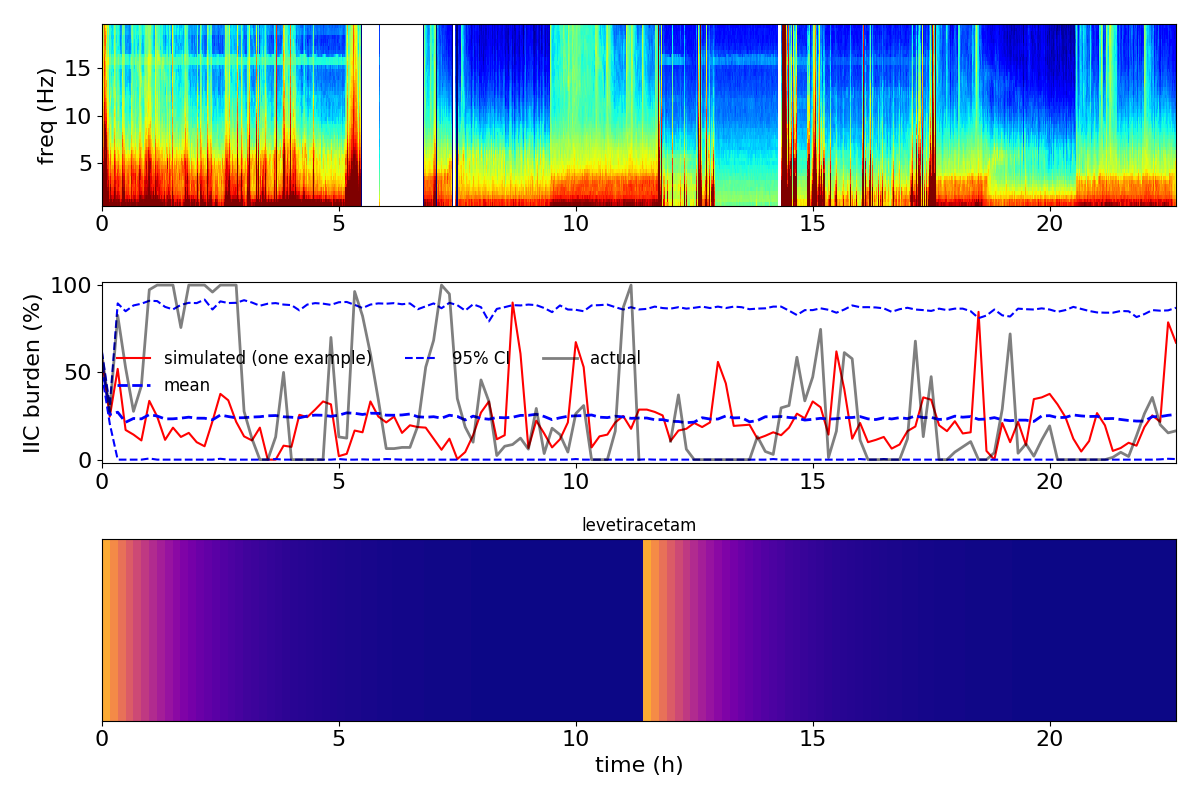 freq (Hz)
15
10
5
0 5 10 15 20
IIC burden (%)
100
50
0
simulated (one example) 95% CI actual
mean
0 5 10 15 20
levetiracetam
0 5 10 15 20
time (h)